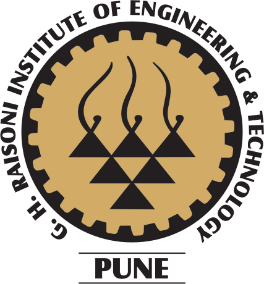 G. H. RAISONI INSTITUTE OF ENGINEERING & TECHNOLOGY
PUNE